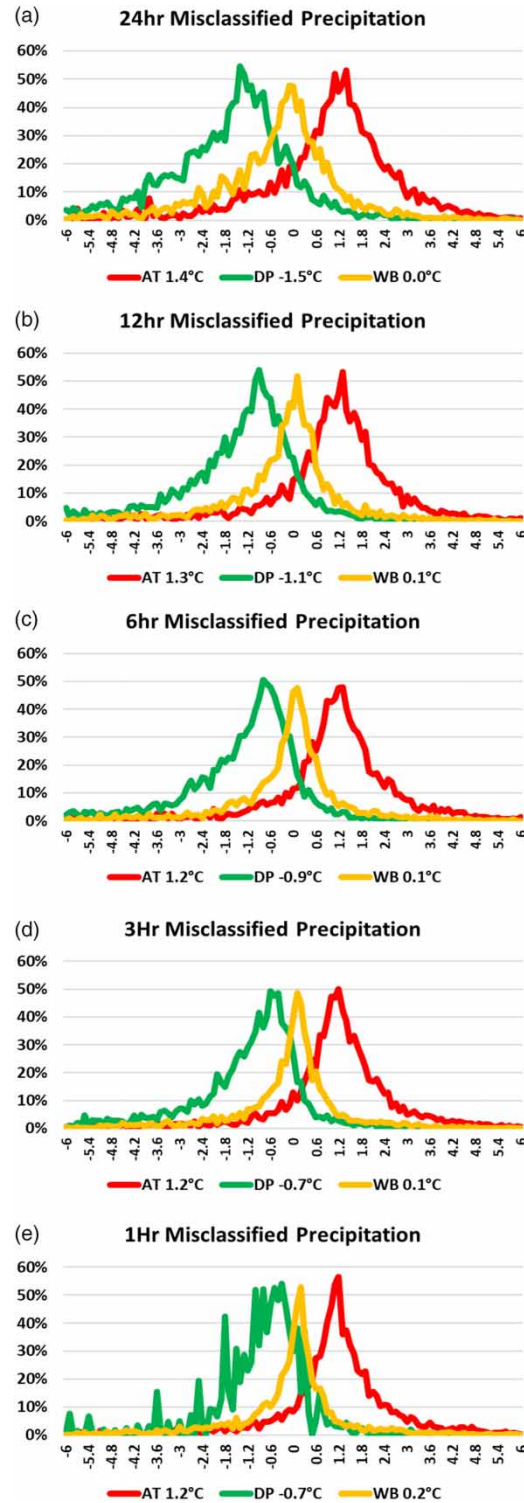 (a)
24hr Misclassified Precipitation
60%
50%
40%
30%
20%
10%
0%
-6 -5.4 -4.8 -4.2 -3.6 -3 -2.4 -1.8 -1.2 -0.6 0 0.6 1.2 1.8 2.4 3 3.6 4.2 4.8 5.4 6
AT 1.4°C DP -1.5°C WB 0.0°C
(b)
12hr Misclassified Precipitation
60%
50%
40%
30%
20%
10%
0%
-6 -5.4 -4.8 -4.2 -3.6 -3 -2.4 -1.8 -1.2 -0.6 0 0.6 1.2 1.8 2.4 3 3.6 4.2 4.8 5.4 6
AT 1.3°C DP -1.1°C WB 0.1°C
(c)
6hr Misclassified Precipitation
60%
50%
40%
30%
20%
10%
0%
-6 -5.4 -4.8 -4.2 -3.6 -3 -2.4 -1.8 -1.2 -0.6 0 0.6 1.2 1.8 2.4 3 3.6 4.2 4.8 5.4 6
AT 1.2°C DP -0.9°C WB 0.1°C
(d)
3Hr Misclassified Precipitation
60%
50%
40%
30%
20%
10%
0%
-6 -5.4 -4.8 -4.2 -3.6 -3 -2.4 -1.8 -1.2 -0.6 0 0.6 1.2 1.8 2.4 3 3.6 4.2 4.8 5.4 6
AT 1.2°C DP -0.7°C WB 0.1°C
(e)
1Hr Misclassified Precipitation
60%
50%
40%
30%
20%
10%
0%
-6 -5.4 -4.8 -4.2 -3.6 -3 -2.4 -1.8 -1.2 -0.6 0 0.6 1.2 1.8 2.4 3 3.6 4.2 4.8 5.4 6
AT 1.2°C DP -0.7°C WB 0.2°C